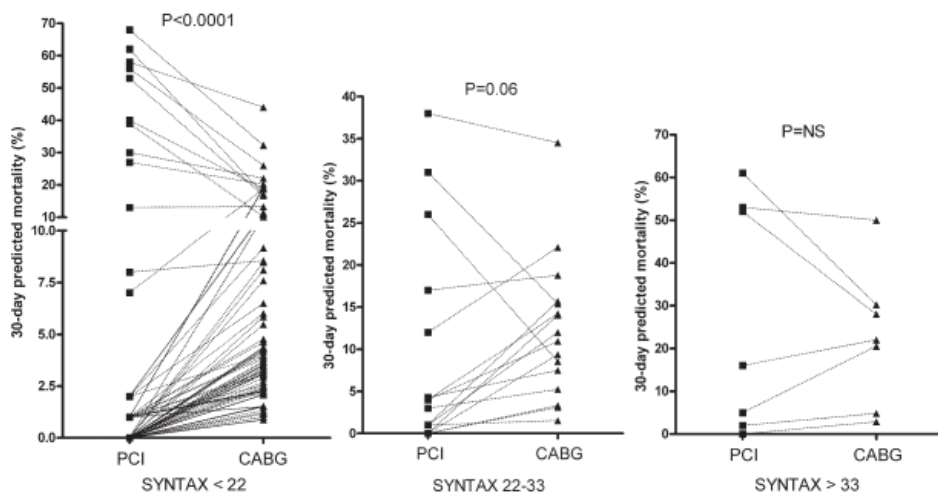 P<0.0001
30-day predicted mortality (%)
70
60
50
40
30
20
10
10.0
7.5
5.0
2.5
0.0
PCI CABG
SYNTAX < 22
P=0.06
30-day predicted mortality (%)
40
35
30
25
20
15
10
5
0
PCI CABG
SYNTAX 22-33
P=NS
30-day predicted mortality (%)
70
60
50
40
30
20
10
0
PCI CABG
SYNTAX > 33